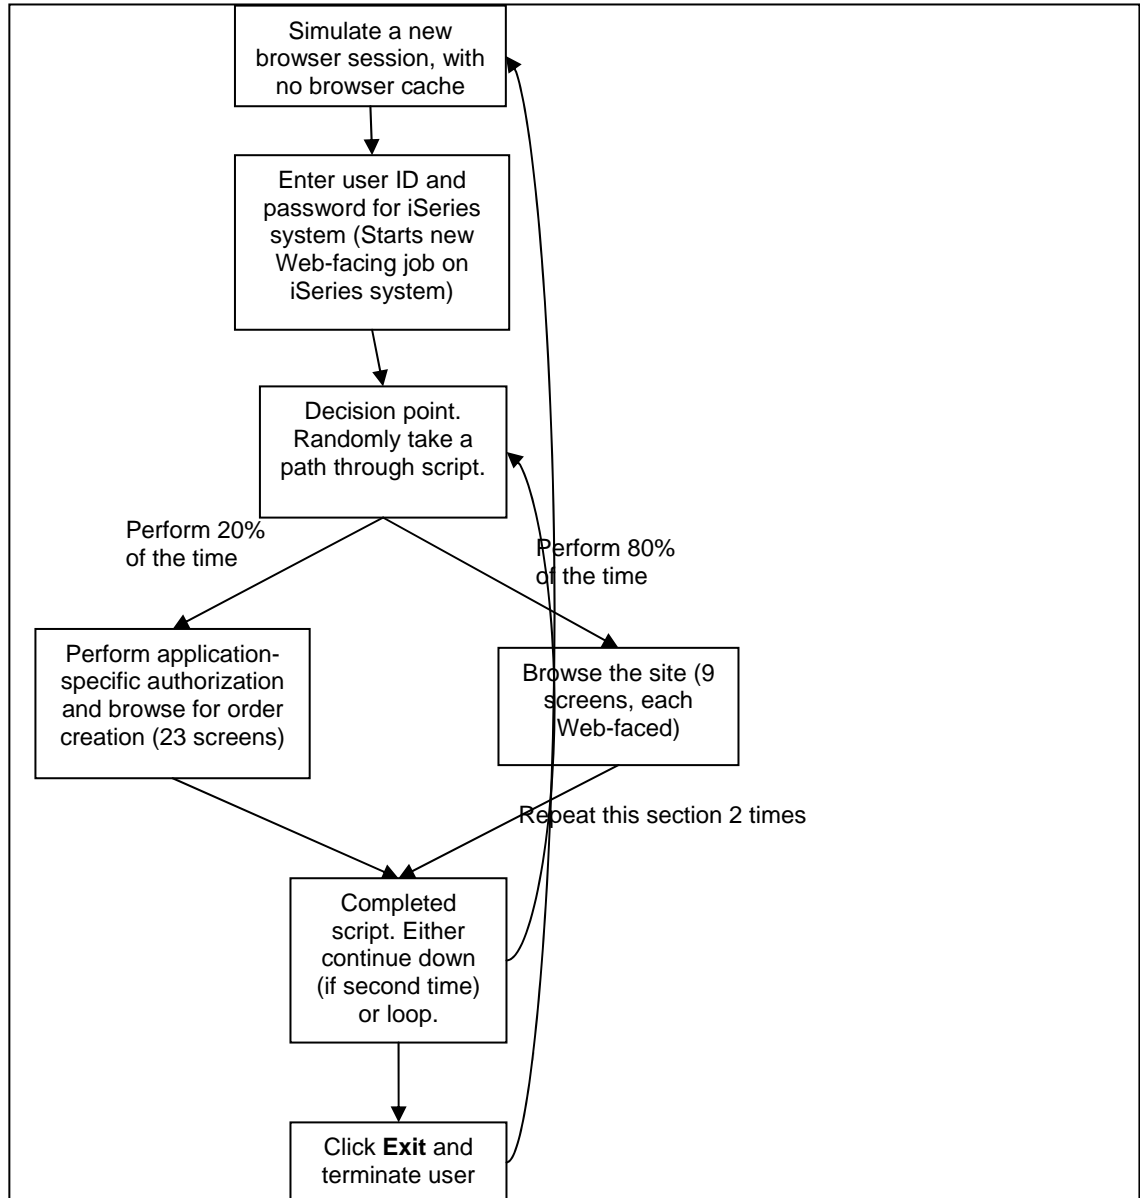 Simulate a new
browser session, with
no browser cache
Enter user ID and
password for iSeries
system (Starts new
Web-facing job on
iSeries system)
Decision point.
Randomly take a
path through script.
Perform 20%
of the time
Perform 80%
of the time
Perform application-
specific authorization
and browse for order
creation (23 screens)
Browse the site (9
screens, each
Web-faced)
Repeat this section 2 times
Completed
script. Either
continue down
(if second time)
or loop.
Click Exit and
terminate user